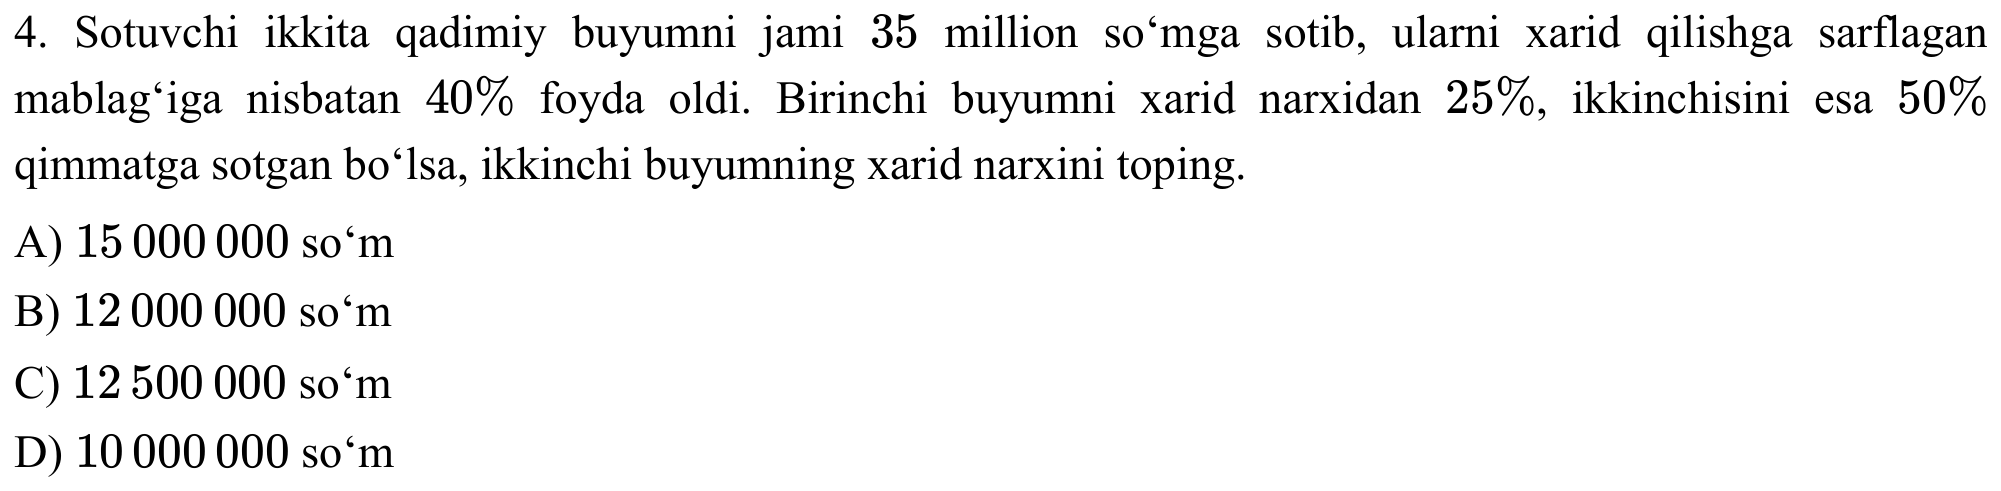 4. Sotuvchi ikkita qadimiy buyumni jami 35 million so‘mga sotib, ularni xarid qilishga sarflagan
mablag‘iga nisbatan 40% foyda oldi. Birinchi buyumni xarid narxidan 25%, ikkinchisini esa 50%
qimmatga sotgan bo‘lsa, ikkinchi buyumning xarid narxini toping.
A) 15 000 000 so‘m
B) 12 000 000 so‘m
C) 12 500 000 so‘m
D) 10 000 000 so‘m